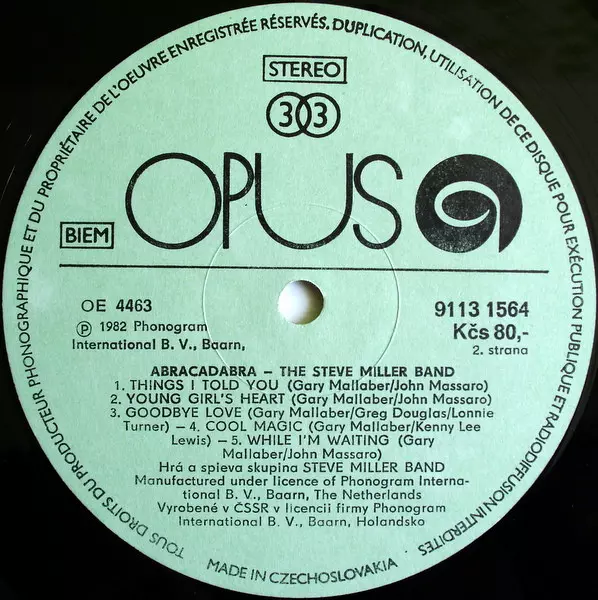 TOUS DROITS DU PRODUCTEUR PHONOGRAPHIQUE ET DU PROPRIÉTAIRE DE L'OEUVRE ENREGISTRÉE RÉSERVÉS. DUPLICATION, UTILISATION DE CE DISQUE POUR EXÉCUTION PUBLIQUE ET RADIODIFFUSION INTERDITES ·
STEREO
33
OPUS
BIEM
OE 4463
Ⓟ 1982 Phonogram
International B. V., Baarn,
9113 1564
Kčs 80,-
2. strana
ABRACADABRA – THE STEVE MILLER BAND
1. THINGS I TOLD YOU (Gary Mallaber/John Massaro)
2. YOUNG GIRL'S HEART (Gary Mallaber/John Massaro)
3. GOODBYE LOVE (Gary Mallaber/Greg Douglas/Lonnie
Turner) – 4. COOL MAGIC (Gary Mallaber/Kenny Lee
Lewis) – 5. WHILE I'M WAITING (Gary
Mallaber/John Massaro)
Hrá a spieva skupina STEVE MILLER BAND
Manufactured under licence of Phonogram Interna-
tional B. V., Baarn, The Netherlands
Vyrobené v ČSSR v licencii firmy Phonogram
International B. V., Baarn, Holandsko
MADE IN CZECHOSLOVAKIA ·